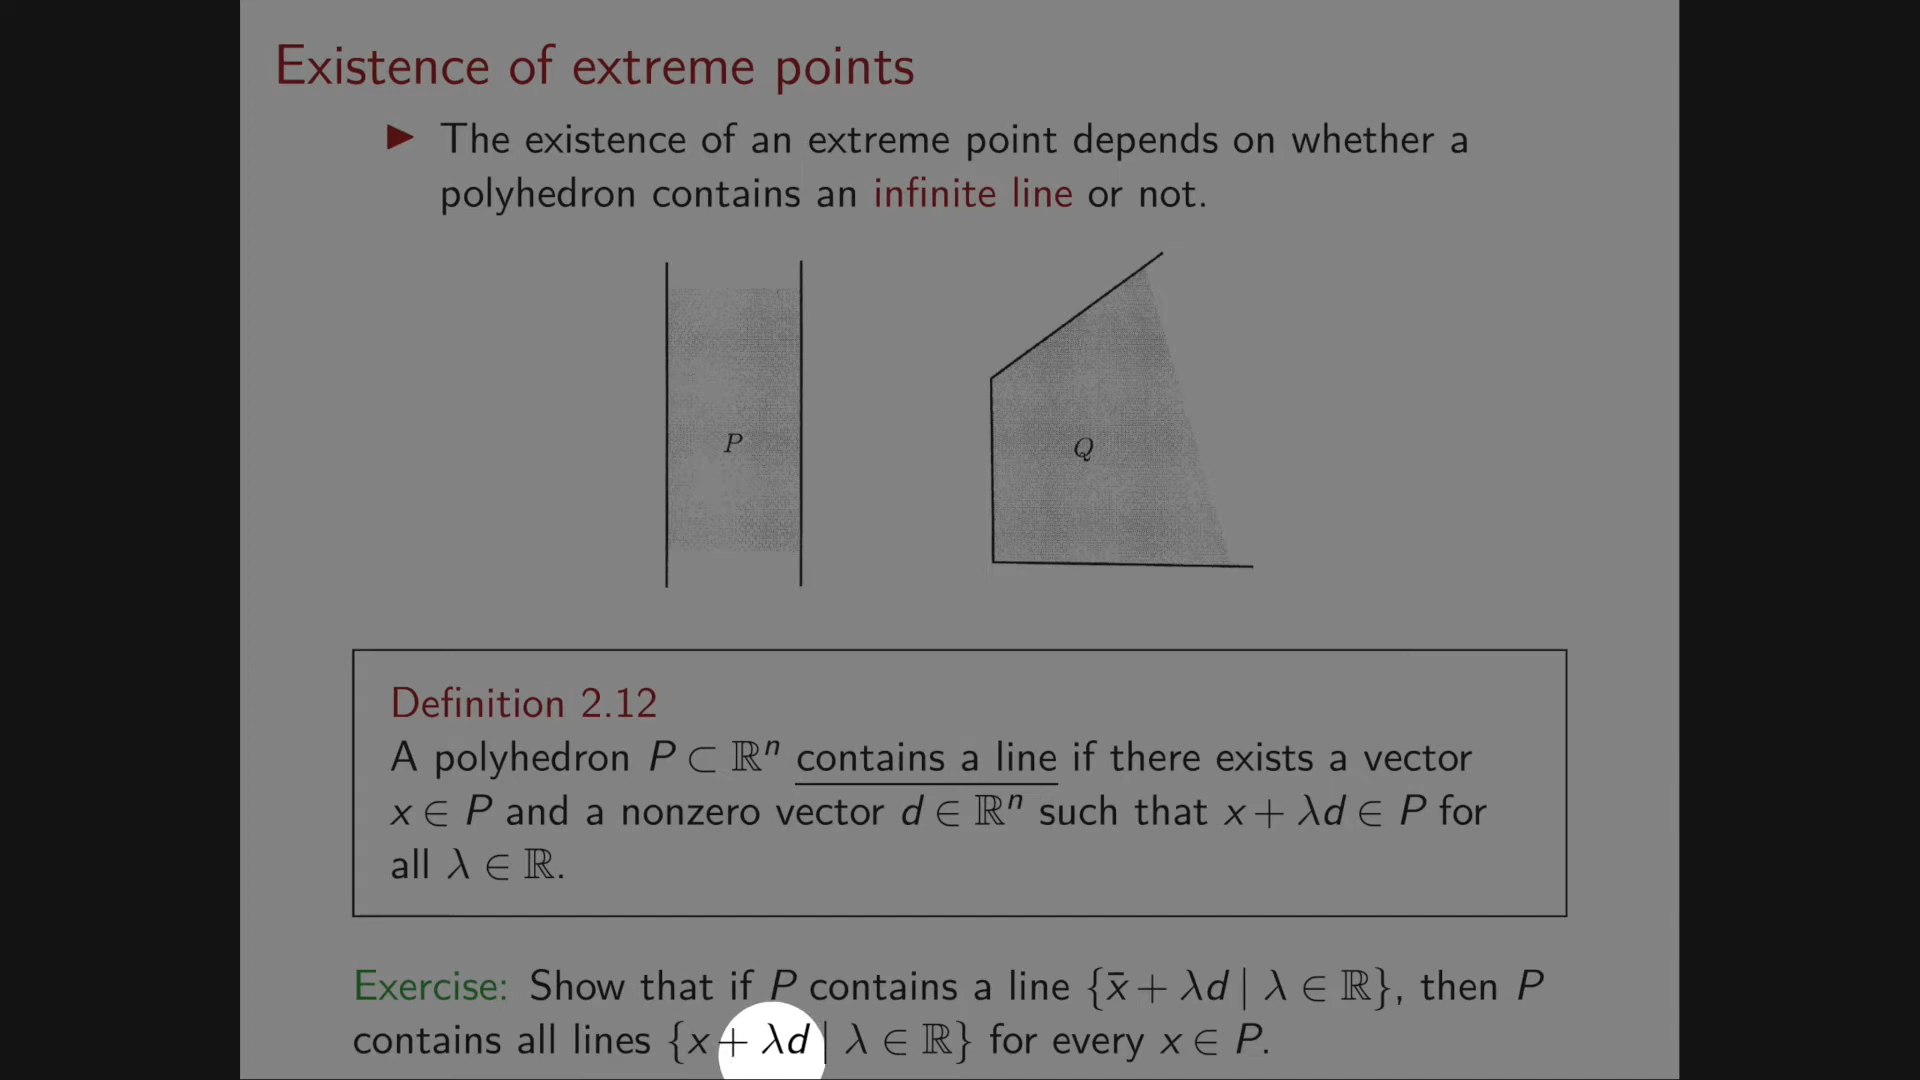 Existence of extreme points
▶ The existence of an extreme point depends on whether a
polyhedron contains an infinite line or not.
P
Q
Definition 2.12
A polyhedron P ⊂ ℝⁿ contains a line if there exists a vector
x ∈ P and a nonzero vector d ∈ ℝⁿ such that x + λd ∈ P for
all λ ∈ ℝ.
Exercise: Show that if P contains a line {x̄ + λd | λ ∈ ℝ}, then P
contains all lines {x + λd | λ ∈ ℝ} for every x ∈ P.